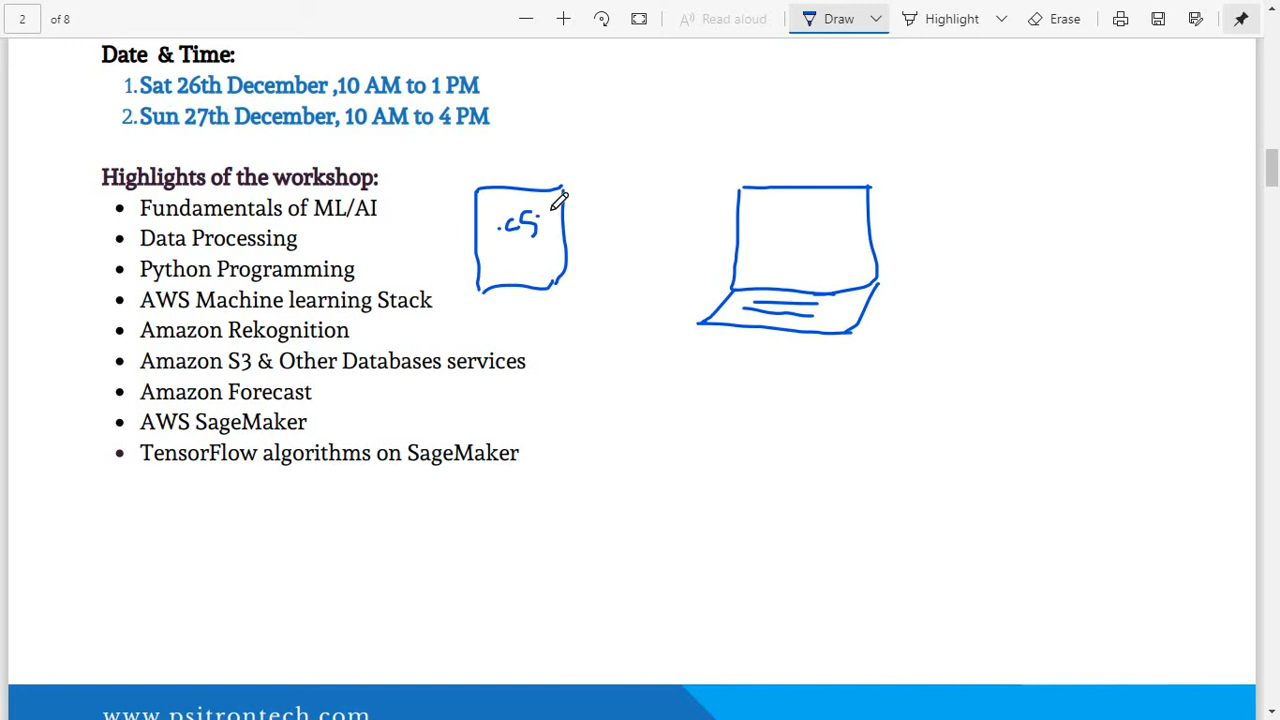 2 of 8 Read aloud Draw Highlight Erase
Date & Time:
1. Sat 26th December ,10 AM to 1 PM
2. Sun 27th December, 10 AM to 4 PM
Highlights of the workshop:
• Fundamentals of ML/AI
• Data Processing
• Python Programming
• AWS Machine learning Stack
• Amazon Rekognition
• Amazon S3 & Other Databases services
• Amazon Forecast
• AWS SageMaker
• TensorFlow algorithms on SageMaker
www.psitrontech.com